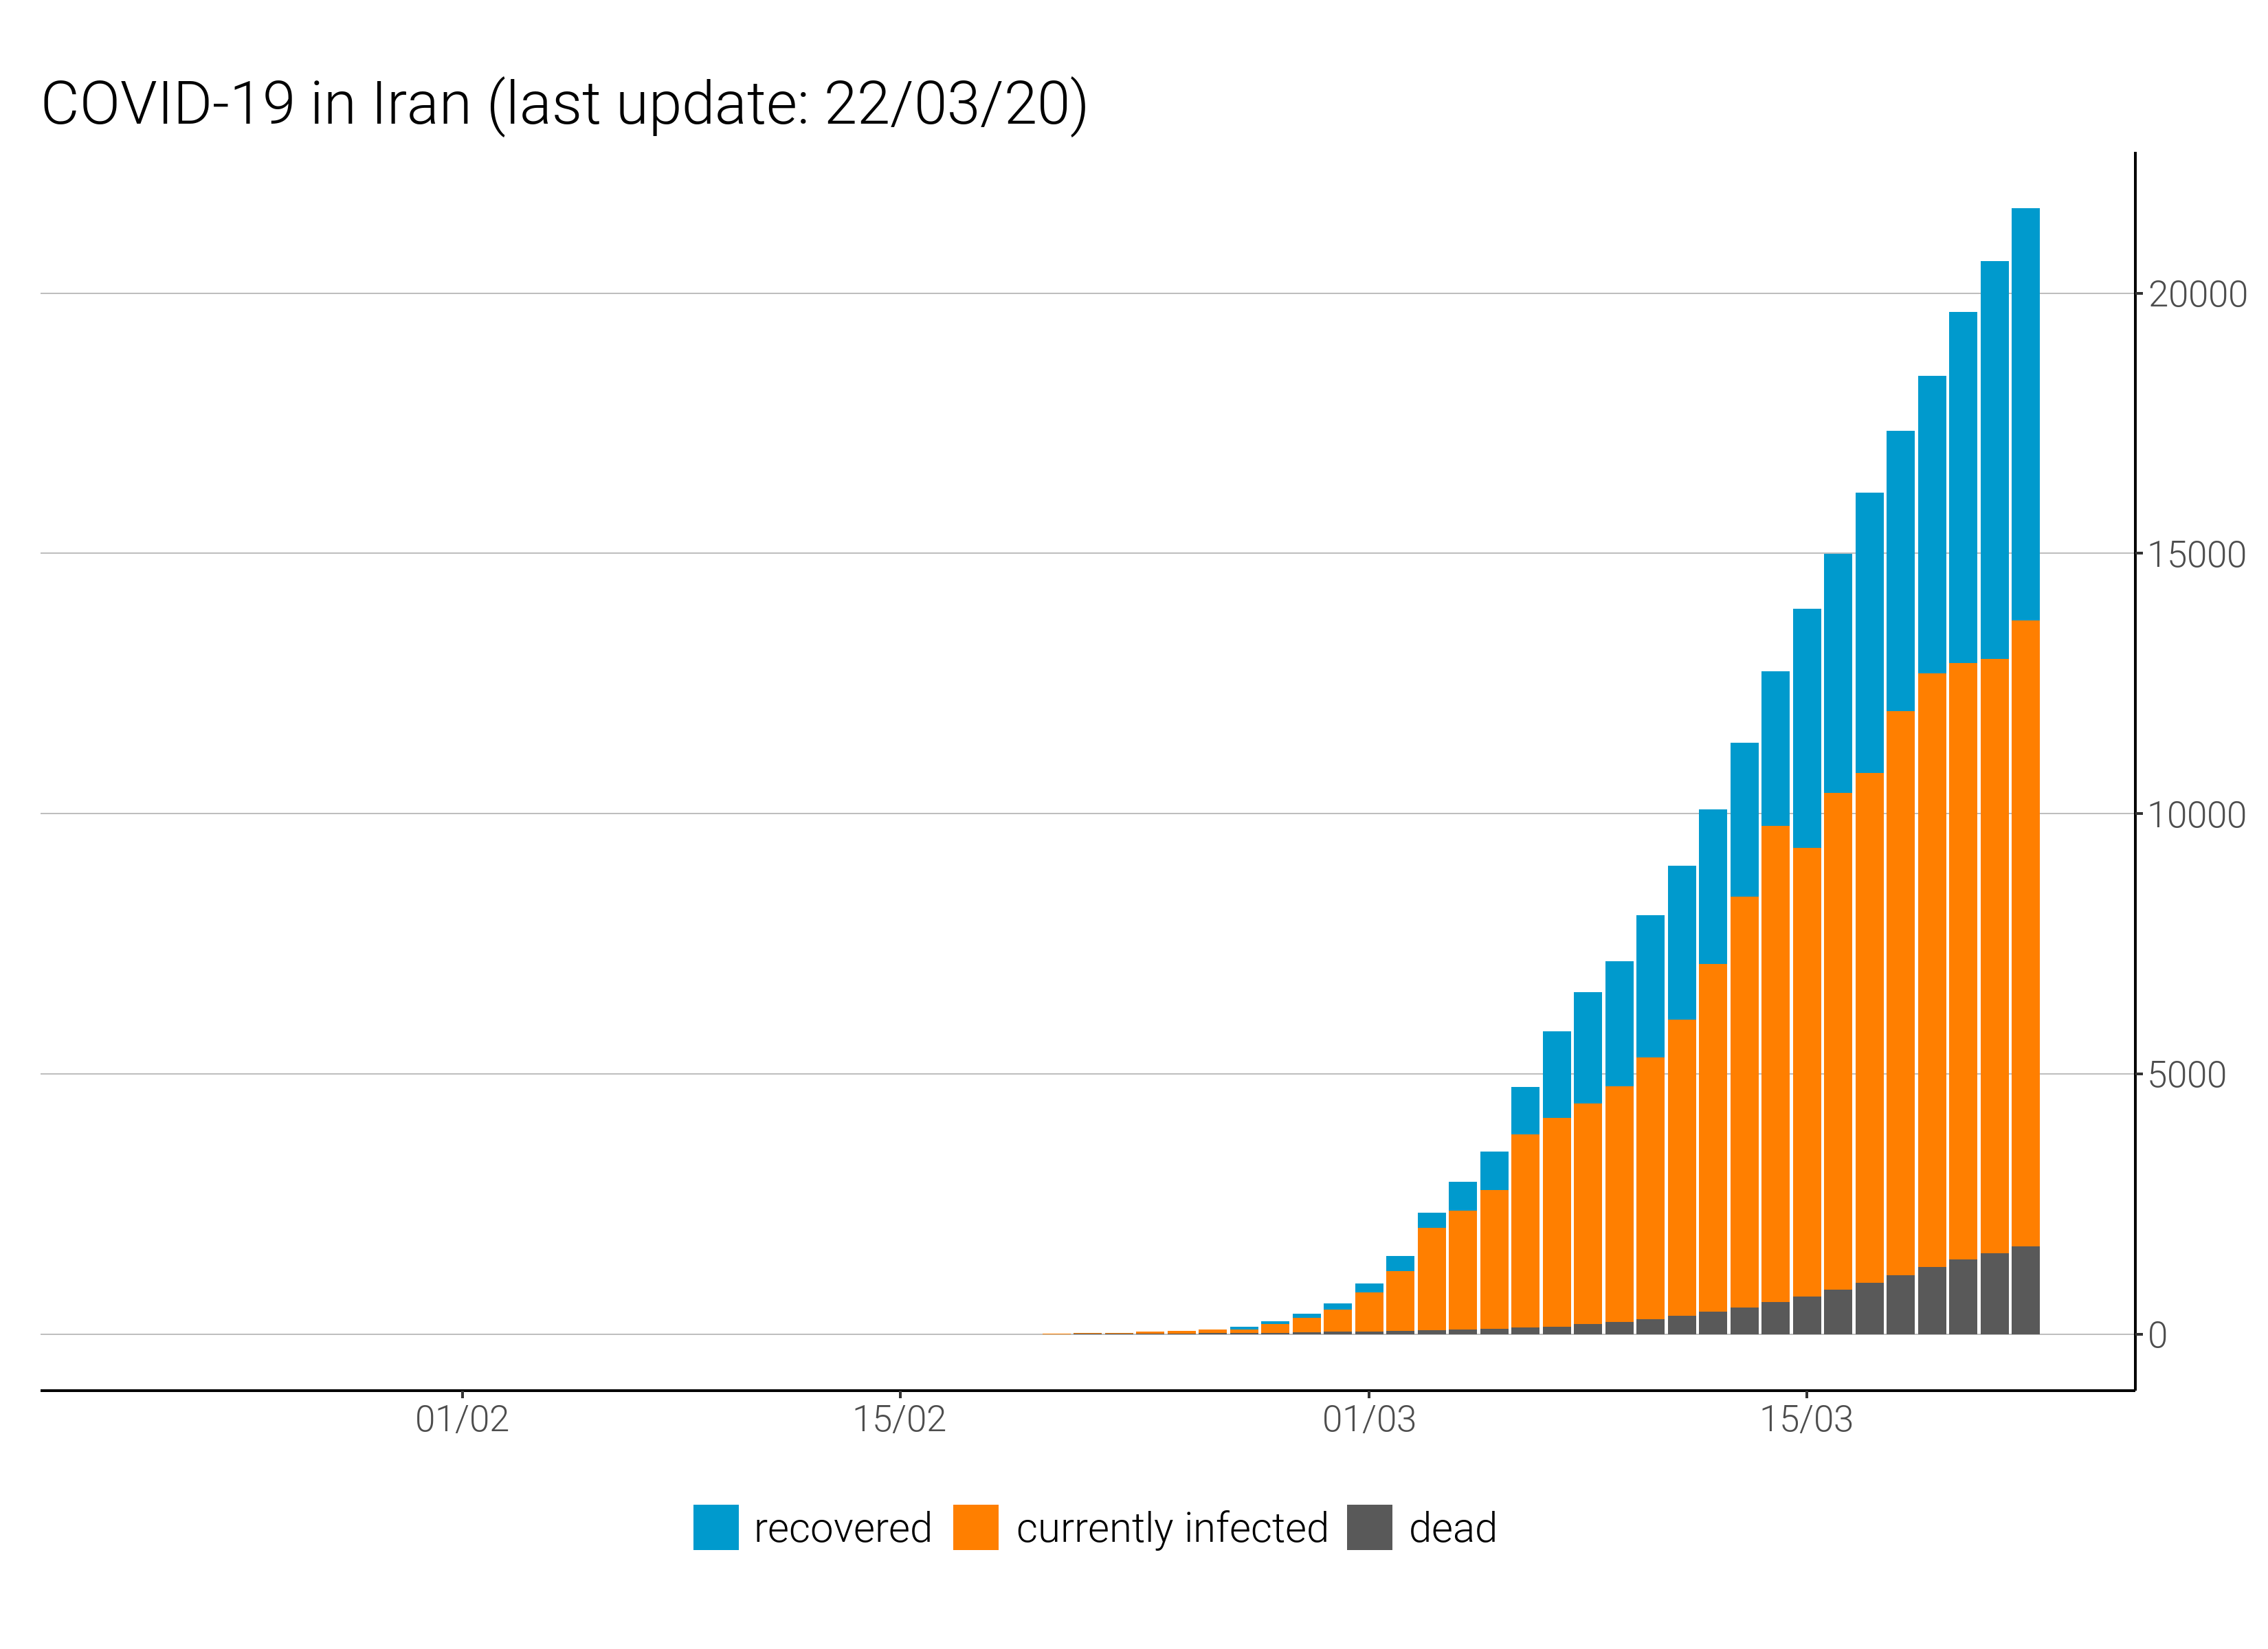 COVID-19 in Iran (last update: 22/03/20)
20000
15000
10000
5000
0
01/02 15/02 01/03 15/03
recovered currently infected dead